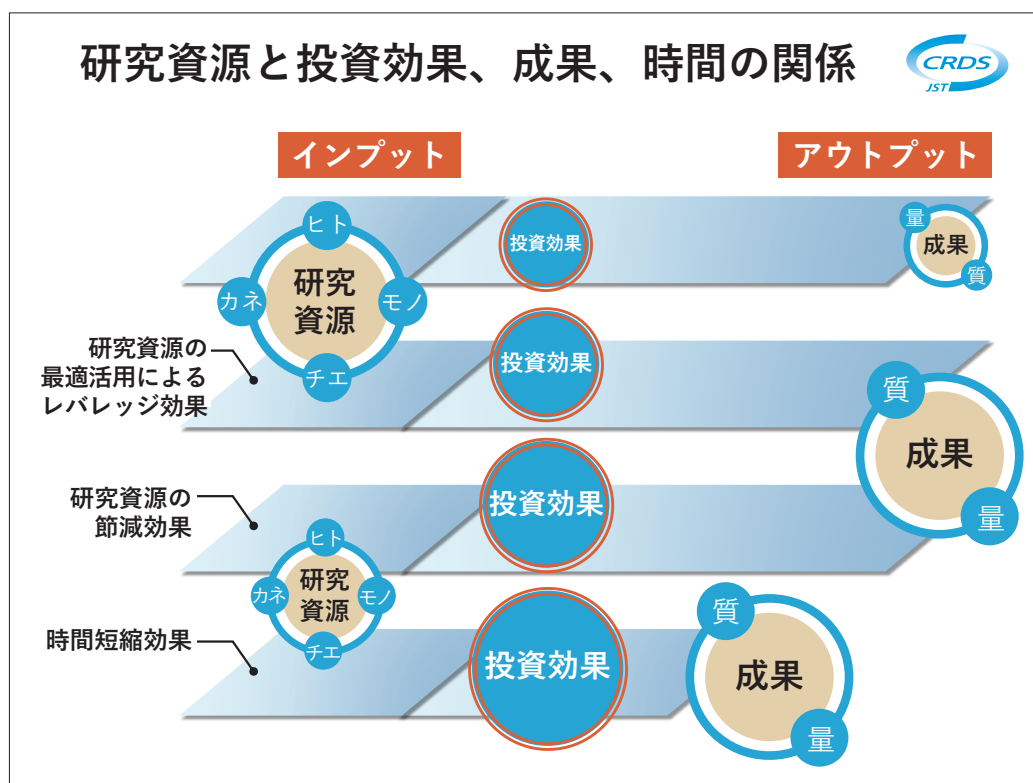 研究資源と投資効果、成果、時間の関係
CRDS
JST
インプット
アウトプット
ヒト
カネ
研究
資源
モノ
チエ
投資効果
量
成果
質
研究資源の
最適活用による
レバレッジ効果
投資効果
質
成果
量
研究資源の
節減効果
投資効果
ヒト
カネ
研究
資源
モノ
チエ
時間短縮効果
投資効果
質
成果
量